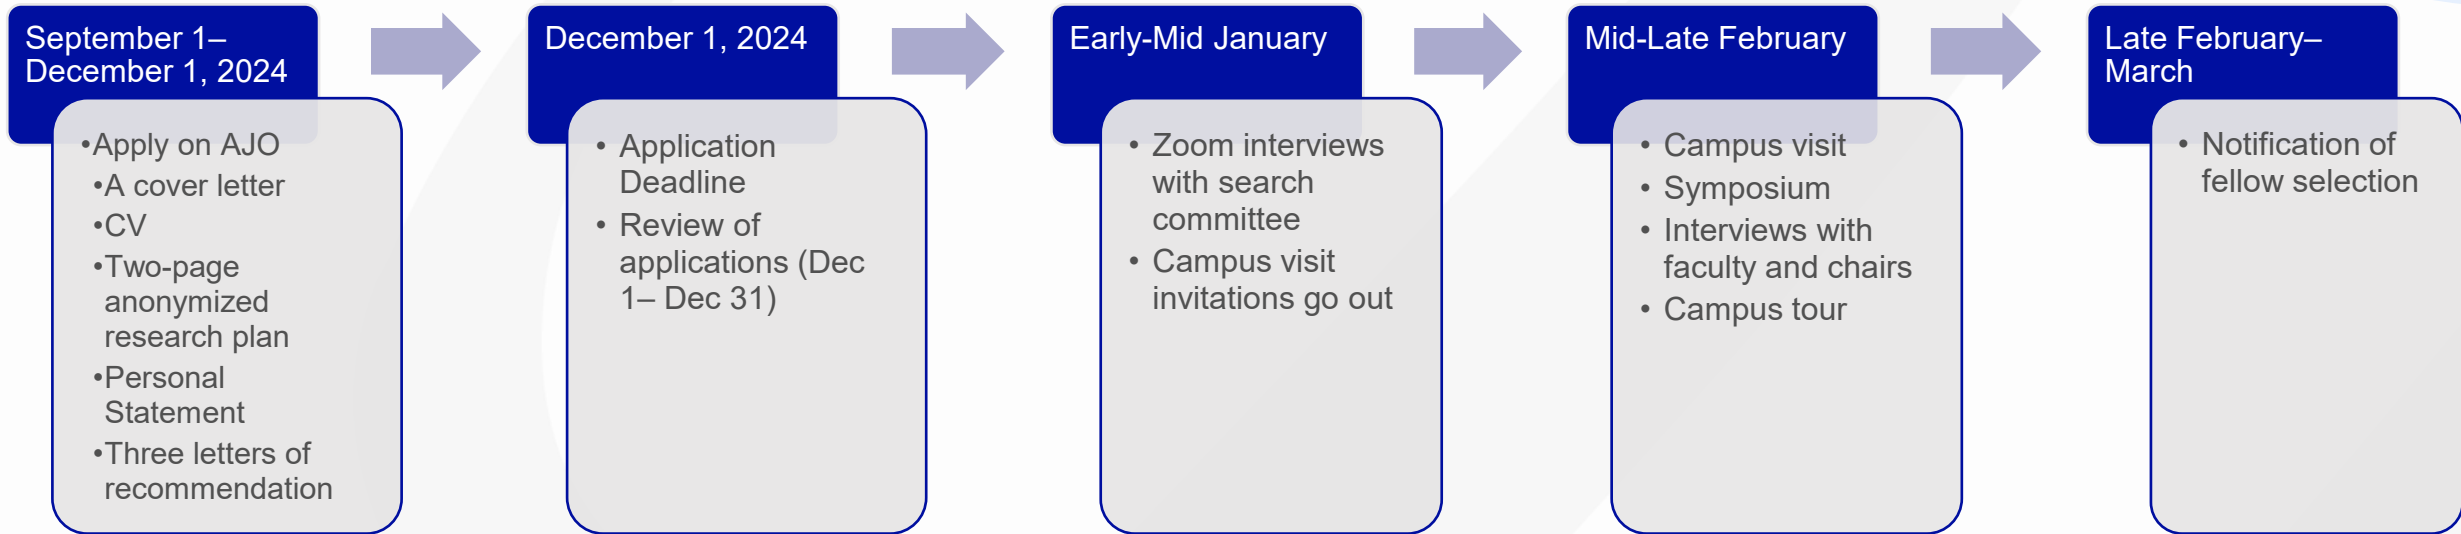 September 1–
December 1, 2024
•Apply on AJO
•A cover letter
•CV
•Two-page
anonymized
research plan
•Personal
Statement
•Three letters of
recommendation
December 1, 2024
• Application
Deadline
• Review of
applications (Dec
1– Dec 31)
Early-Mid January
• Zoom interviews
with search
committee
• Campus visit
invitations go out
Mid-Late February
• Campus visit
• Symposium
• Interviews with
faculty and chairs
• Campus tour
Late February–
March
• Notification of
fellow selection